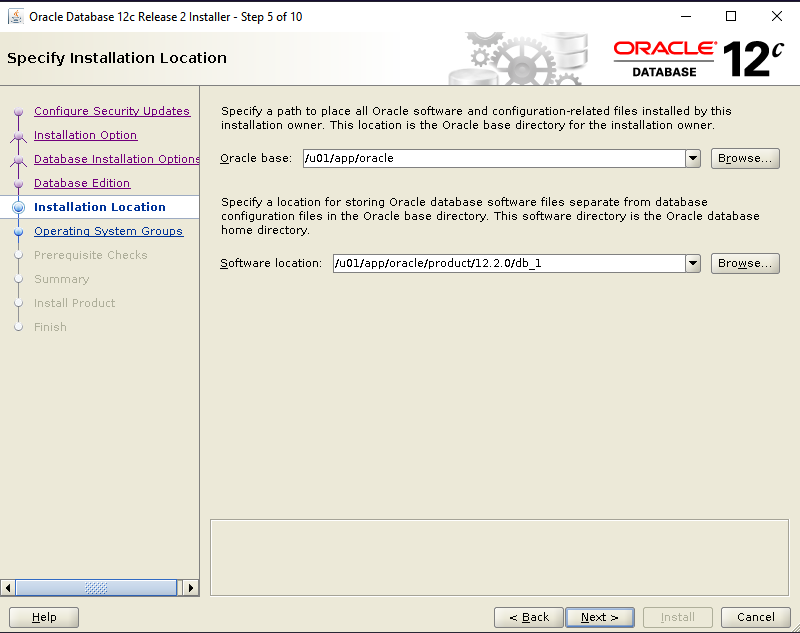 Oracle Database 12c Release 2 Installer - Step 5 of 10
Specify Installation Location
ORACLE
DATABASE
12c
Configure Security Updates
Installation Option
Database Installation Options
Database Edition
Installation Location
Operating System Groups
Prerequisite Checks
Summary
Install Product
Finish
Specify a path to place all Oracle software and configuration-related files installed by this
installation owner. This location is the Oracle base directory for the installation owner.
Oracle base: /u01/app/oracle Browse...
Specify a location for storing Oracle database software files separate from database
configuration files in the Oracle base directory. This software directory is the Oracle database
home directory.
Software location: /u01/app/oracle/product/12.2.0/db_1 Browse...
Help < Back Next > Install Cancel